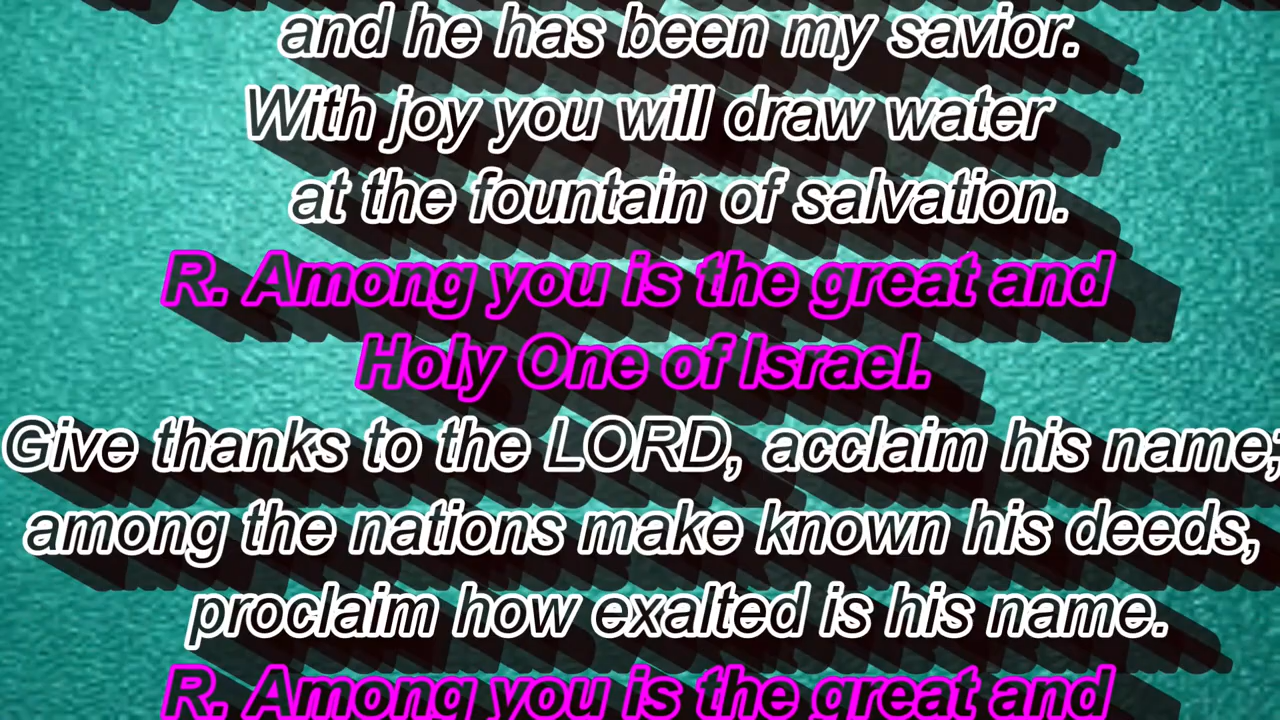 and he has been my savior.
With joy you will draw water
at the fountain of salvation.
R. Among you is the great and
Holy One of Israel.
Give thanks to the LORD, acclaim his name;
among the nations make known his deeds,
proclaim how exalted is his name.
R. Among you is the great and